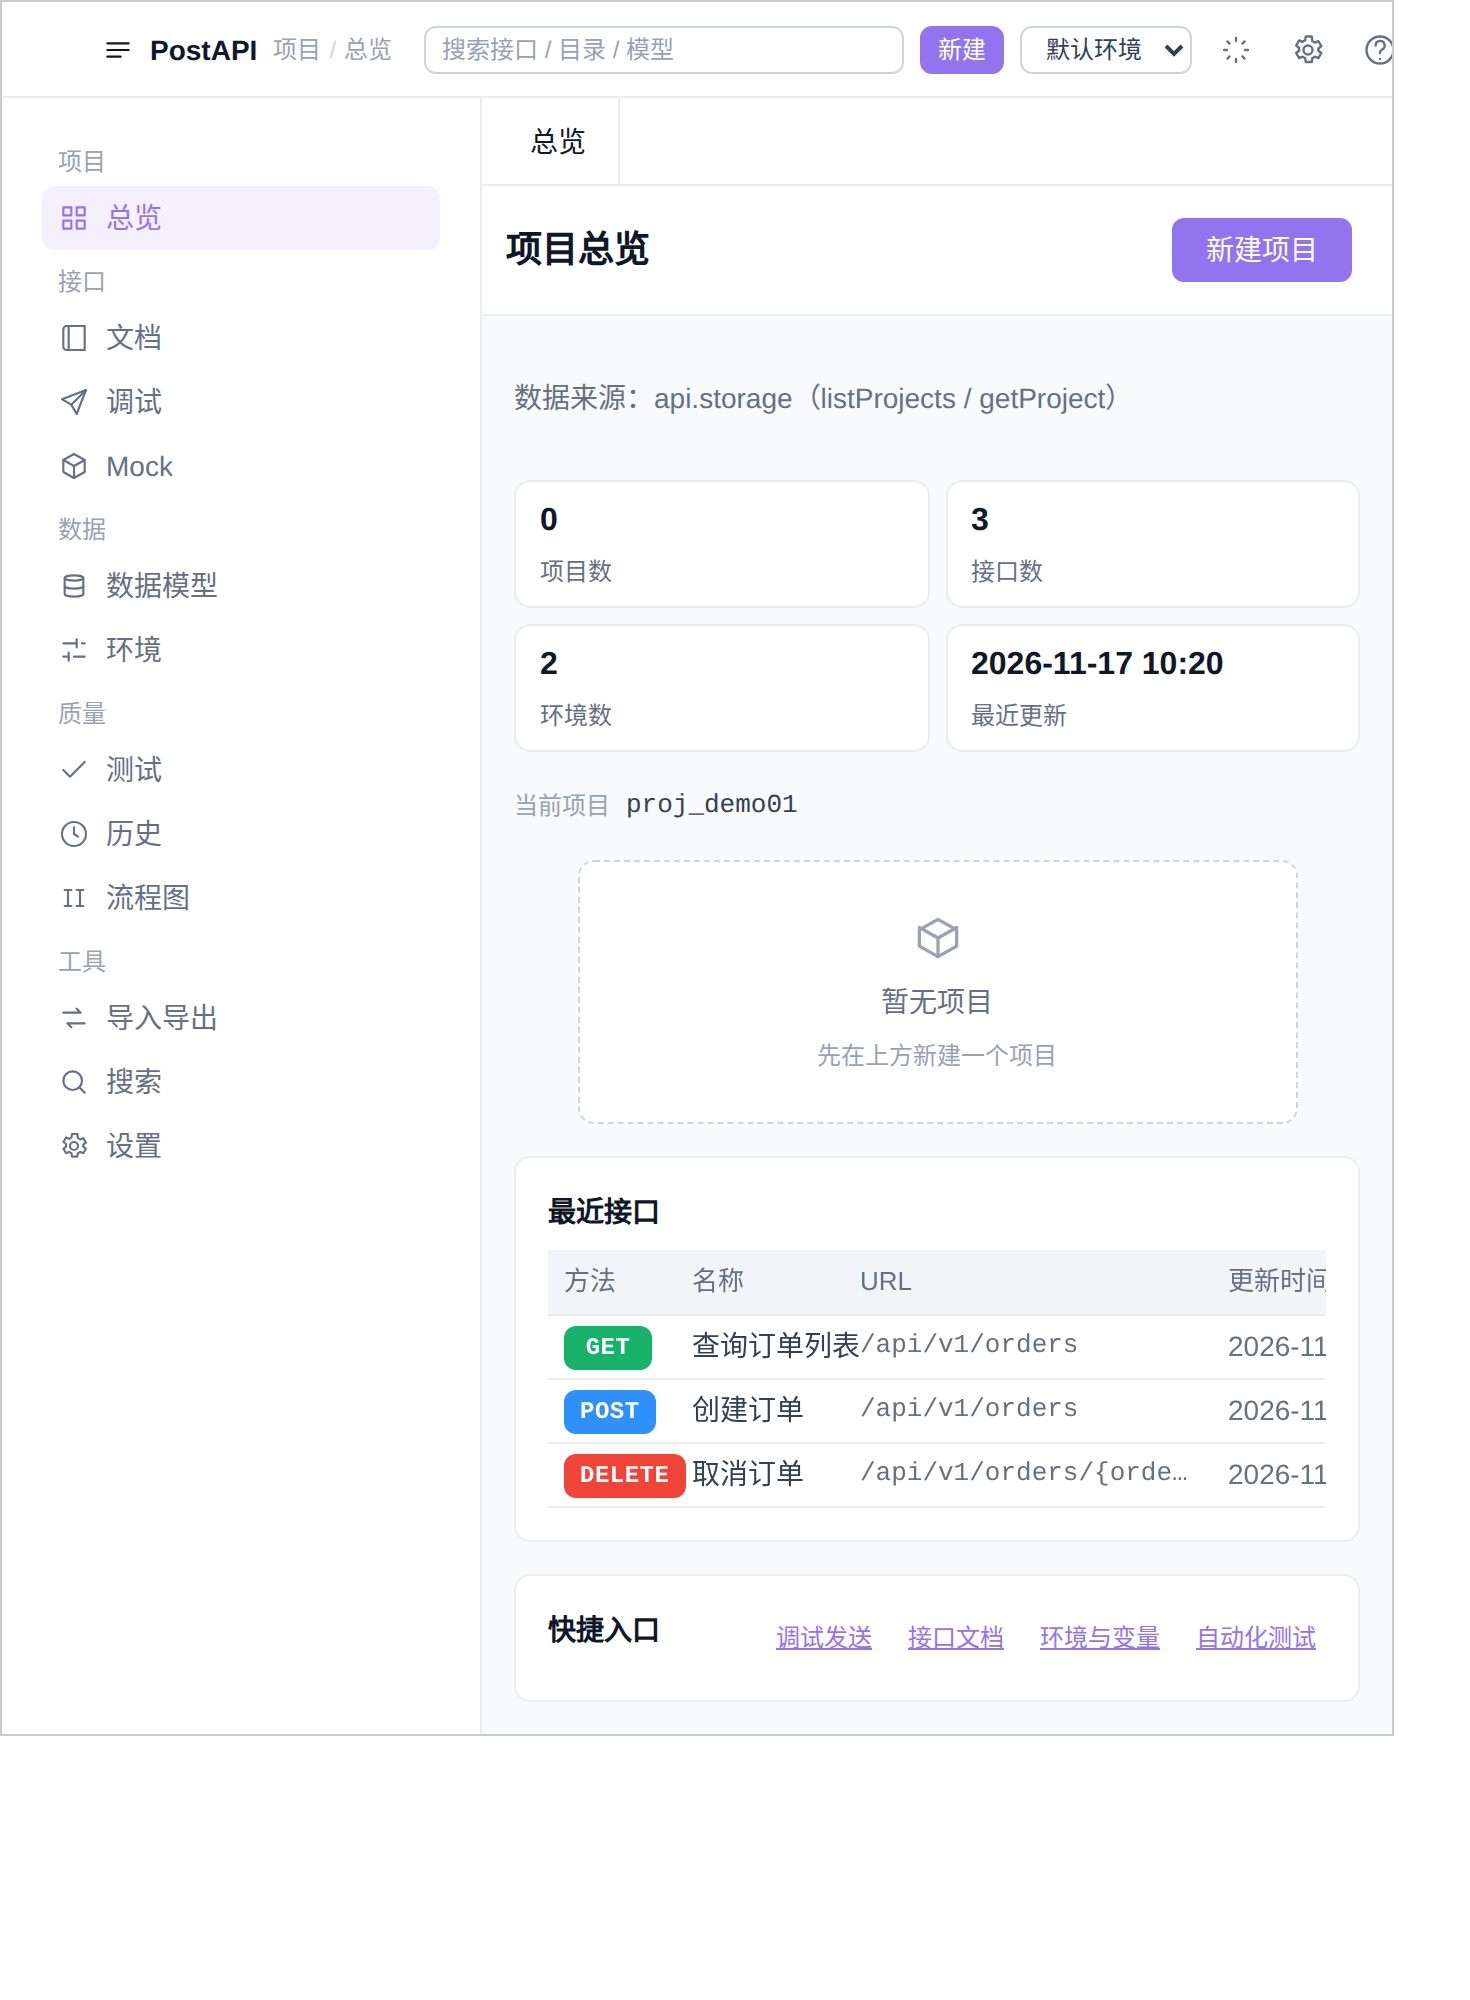 PostAPI 项目 / 总览 搜索接口 / 目录 / 模型 新建 默认环境
项目
总览
接口
文档
调试
Mock
数据
数据模型
环境
质量
测试
历史
流程图
工具
导入导出
搜索
设置
总览
项目总览 新建项目
数据来源：api.storage（listProjects / getProject）
0
项目数
3
接口数
2
环境数
2026-11-17 10:20
最近更新
当前项目 proj_demo01
暂无项目
先在上方新建一个项目
最近接口
方法 名称 URL 更新时间
GET 查询订单列表 /api/v1/orders 2026-11
POST 创建订单 /api/v1/orders 2026-11
DELETE 取消订单 /api/v1/orders/{orde… 2026-11
快捷入口 调试发送 接口文档 环境与变量 自动化测试